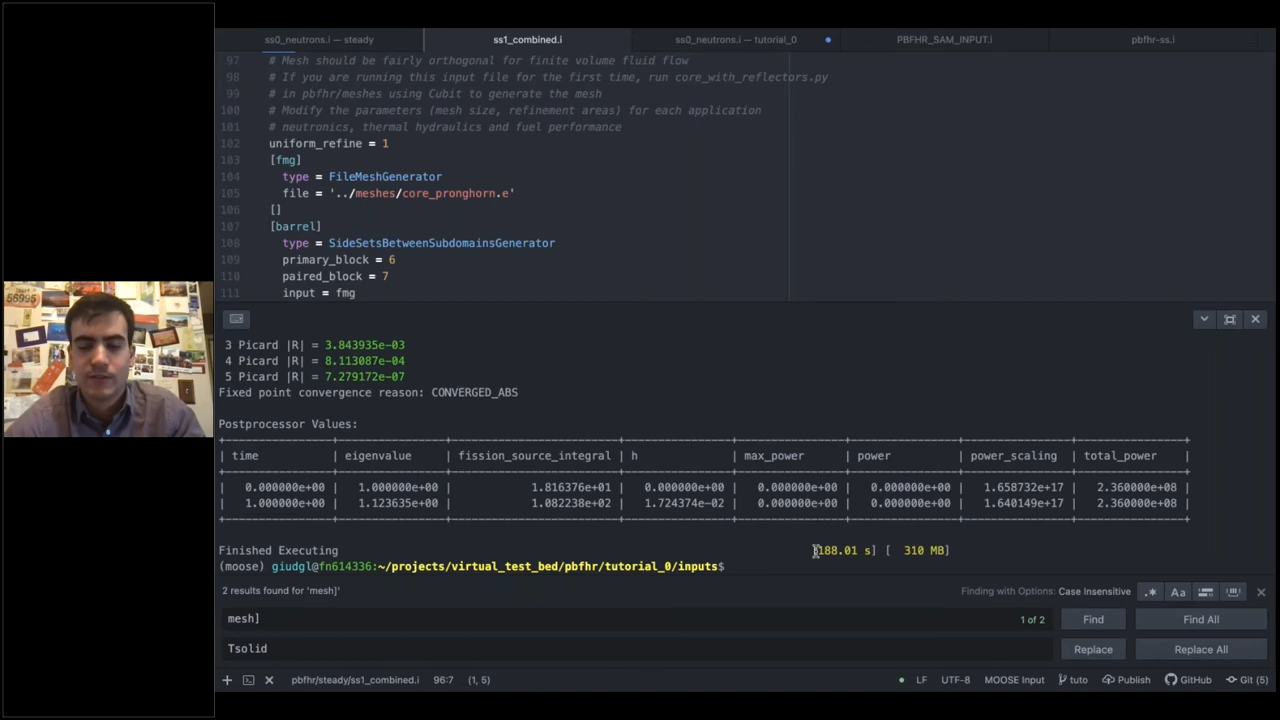 ss0_neutrons.i — steady
ss1_combined.i
ss0_neutrons.i — tutorial_0
PBFHR_SAM_INPUT.i
pbfhr-ss.i
97 # Mesh should be fairly orthogonal for finite volume fluid flow
98 # If you are running this input file for the first time, run core_with_reflectors.py
99 # in pbfhr/meshes using Cubit to generate the mesh
100 # Modify the parameters (mesh size, refinement areas) for each application
101 # neutronics, thermal hydraulics and fuel performance
102 uniform_refine = 1
103 [fmg]
104 type = FileMeshGenerator
105 file = '../meshes/core_pronghorn.e'
106 []
107 [barrel]
108 type = SideSetsBetweenSubdomainsGenerator
109 primary_block = 6
110 paired_block = 7
111 input = fmg
56995
3 Picard |R| = 3.843935e-03
4 Picard |R| = 8.113087e-04
5 Picard |R| = 7.279172e-07
Fixed point convergence reason: CONVERGED_ABS
Postprocessor Values:
+----------------+----------------+------------------------+----------------+----------------+----------------+----------------+----------------+
| time | eigenvalue | fission_source_integral | h | max_power | power | power_scaling | total_power |
+----------------+----------------+------------------------+----------------+----------------+----------------+----------------+----------------+
| 0.000000e+00 | 1.000000e+00 | 1.816376e+01 | 0.000000e+00 | 0.000000e+00 | 0.000000e+00 | 1.658732e+17 | 2.360000e+08 |
| 1.000000e+00 | 1.123635e+00 | 1.082238e+02 | 1.724374e-02 | 0.000000e+00 | 0.000000e+00 | 1.640149e+17 | 2.360000e+08 |
+----------------+----------------+------------------------+----------------+----------------+----------------+----------------+----------------+
Finished Executing [188.01 s] [ 310 MB]
(moose) giudgl@fn614336:~/projects/virtual_test_bed/pbfhr/tutorial_0/inputs$
2 results found for 'mesh]'
Finding with Options: Case Insensitive
.* Aa
mesh] 1 of 2 Find Find All
Tsolid Replace Replace All
pbfhr/steady/ss1_combined.i 96:7 (1, 5) LF UTF-8 MOOSE Input tuto Publish GitHub Git (5)